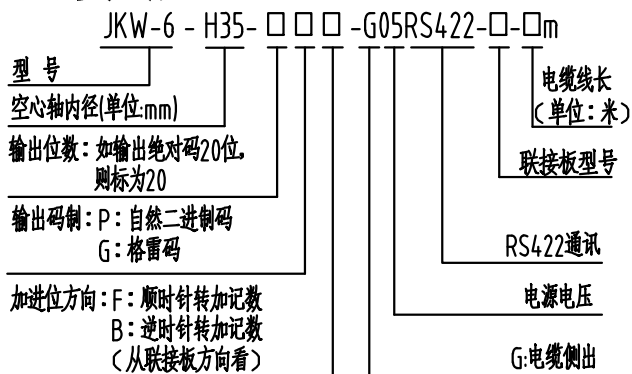 JKW-6 - H35-□□□-G05RS422-□-□m
型 号
空心轴内径(单位:mm)
输出位数：如输出绝对码20位，
则标为20
输出码制：P：自然二进制码
G：格雷码
加进位方向：F：顺时针转加记数
B：逆时针转加记数
（从联接板方向看）
电缆线长
（单位：米）
联接板型号
RS422通讯
电源电压
G:电缆侧出